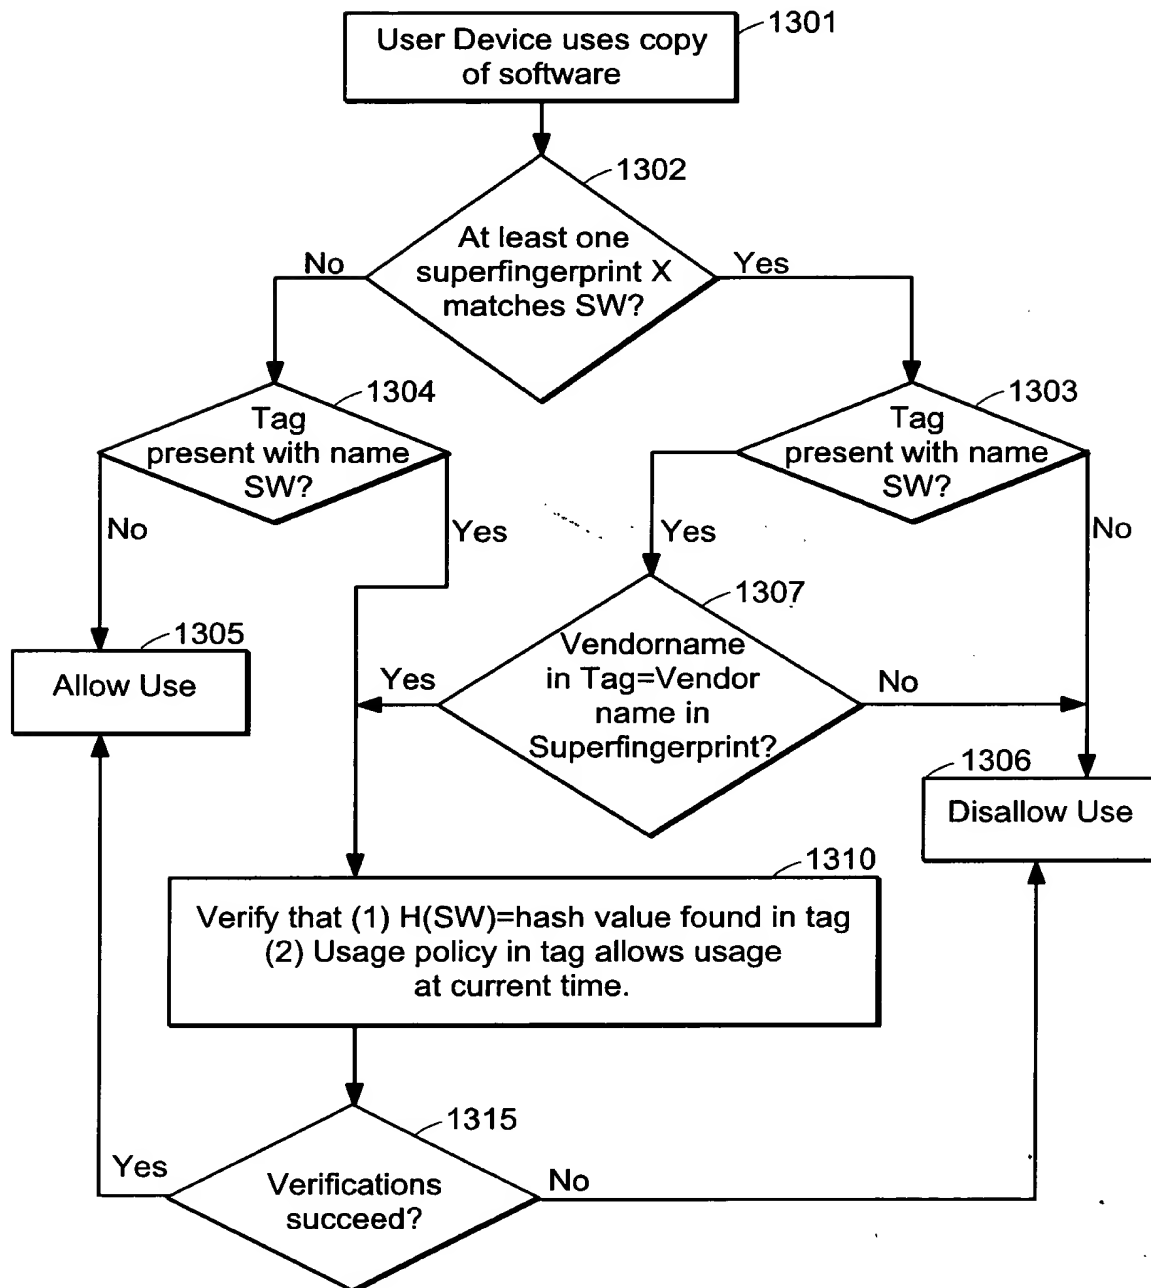 1301
User Device uses copy
of software
1302
At least one
superfingerprint X
matches SW?
No
Yes
1304
Tag
present with name
SW?
1303
Tag
present with name
SW?
No
Yes
Yes
No
1307
Vendorname
in Tag=Vendor
name in
Superfingerprint?
Yes
No
1305
Allow Use
1306
Disallow Use
1310
Verify that (1) H(SW)=hash value found in tag
(2) Usage policy in tag allows usage
at current time.
1315
Verifications
succeed?
Yes
No